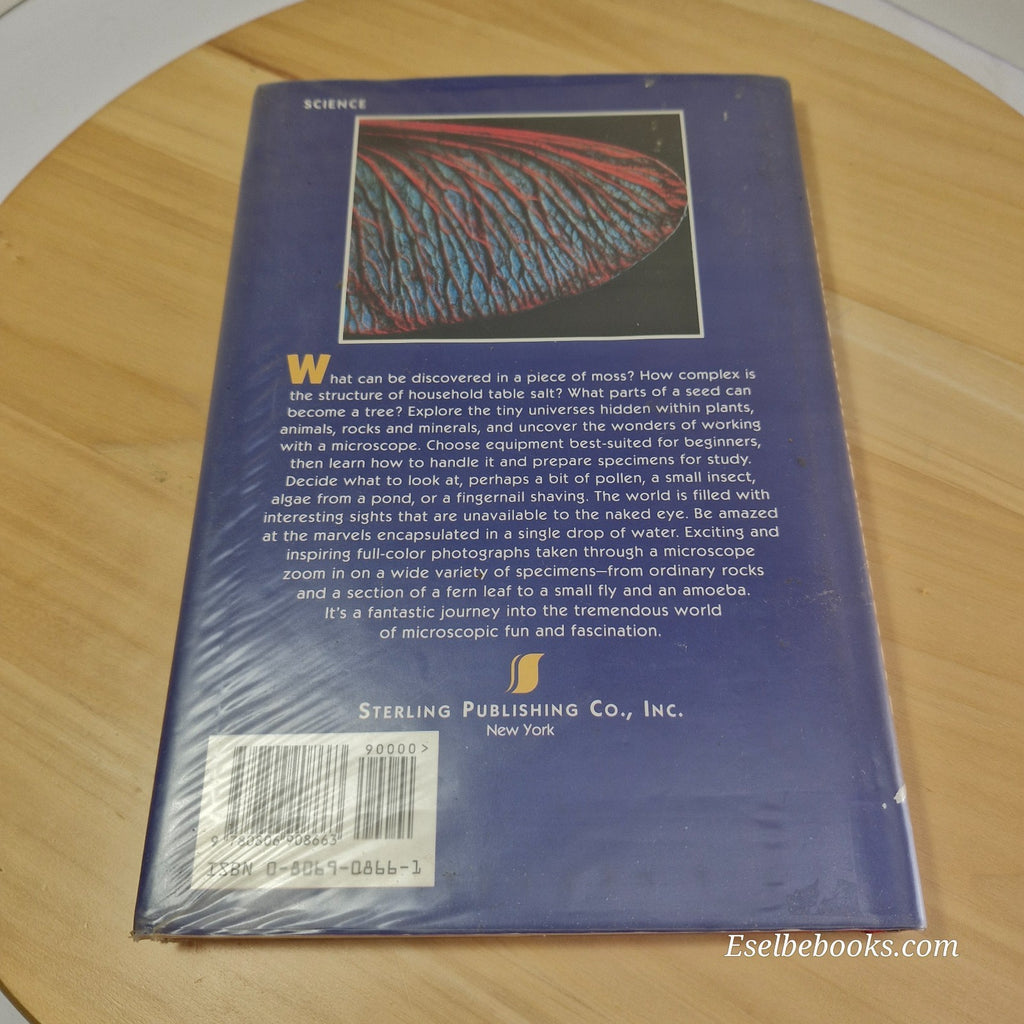 SCIENCE
What can be discovered in a piece of moss? How complex is
the structure of household table salt? What parts of a seed can
become a tree? Explore the tiny universes hidden within plants,
animals, rocks and minerals, and uncover the wonders of working
with a microscope. Choose equipment best-suited for beginners,
then learn how to handle it and prepare specimens for study.
Decide what to look at, perhaps a bit of pollen, a small insect,
algae from a pond, or a fingernail shaving. The world is filled with
interesting sights that are unavailable to the naked eye. Be amazed
at the marvels encapsulated in a single drop of water. Exciting and
inspiring full-color photographs taken through a microscope
zoom in on a wide variety of specimens—from ordinary rocks
and a section of a fern leaf to a small fly and an amoeba.
It's a fantastic journey into the tremendous world
of microscopic fun and fascination.
STERLING PUBLISHING CO., INC.
New York
90000>
9 780806 908663
ISBN 0-8069-0866-1
Eselbebooks.com